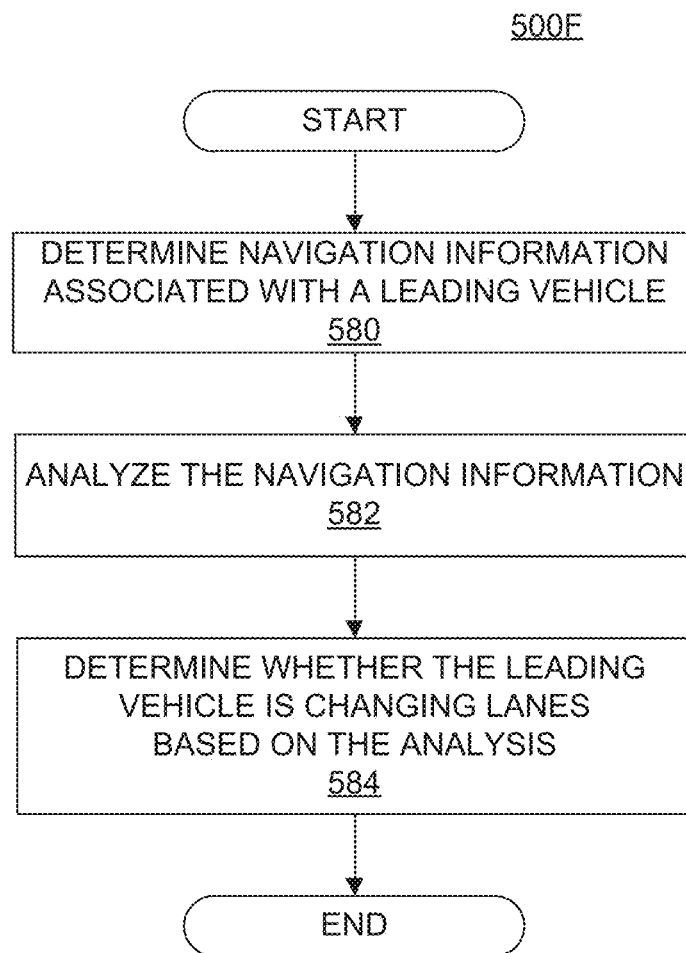 500F
START
DETERMINE NAVIGATION INFORMATION
ASSOCIATED WITH A LEADING VEHICLE
580
ANALYZE THE NAVIGATION INFORMATION
582
DETERMINE WHETHER THE LEADING
VEHICLE IS CHANGING LANES
BASED ON THE ANALYSIS
584
END